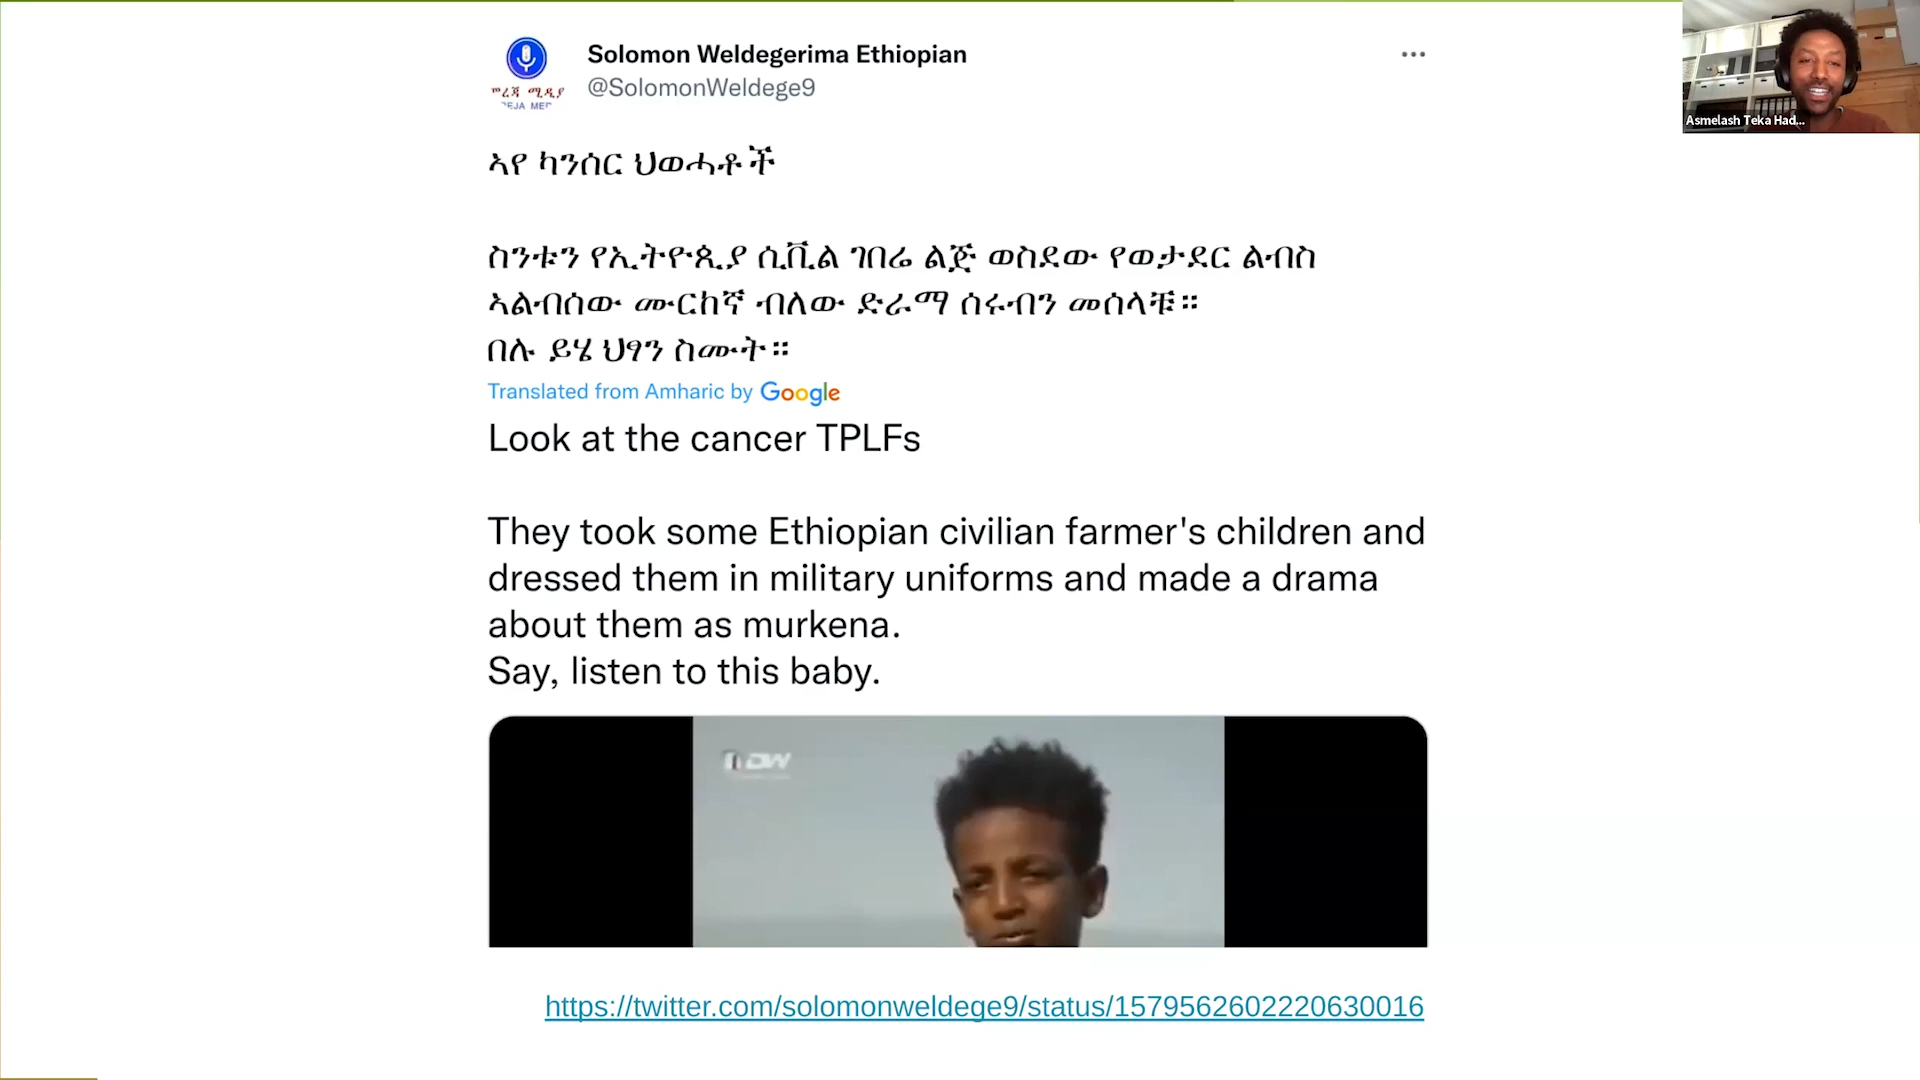 Solomon Weldegerima Ethiopian
@SolomonWeldege9
መረጃ ሚዲያ
ኣየ ካንሰር ህወሓቶች
ስንቱን የኢትዮጲያ ሲቪል ገበሬ ልጅ ወስደው የወታደር ልብስ
ኣልብሰው ሙርከኛ ብለው ድራማ ሰሩብን መሰላቹ።
በሉ ይሄ ህፃን ስሙት።
Translated from Amharic by Google
Look at the cancer TPLFs
They took some Ethiopian civilian farmer's children and
dressed them in military uniforms and made a drama
about them as murkena.
Say, listen to this baby.
DW
https://twitter.com/solomonweldege9/status/1579562602220630016
Asmelash Teka Had...